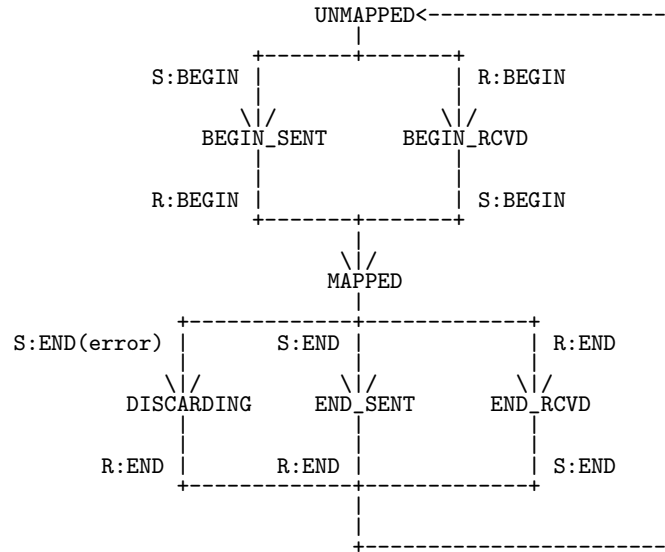 UNMAPPED<
S:BEGIN R:BEGIN
BEGIN_SENT BEGIN_RCVD
R:BEGIN S:BEGIN
MAPPED
S:END(error) S:END R:END
DISCARDING END_SENT END_RCVD
R:END R:END S:END